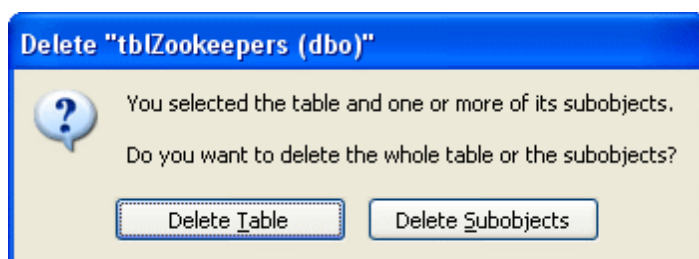 Delete "tblZookeepers (dbo)"
?
You selected the table and one or more of its subobjects.
Do you want to delete the whole table or the subobjects?
Delete Table
Delete Subobjects